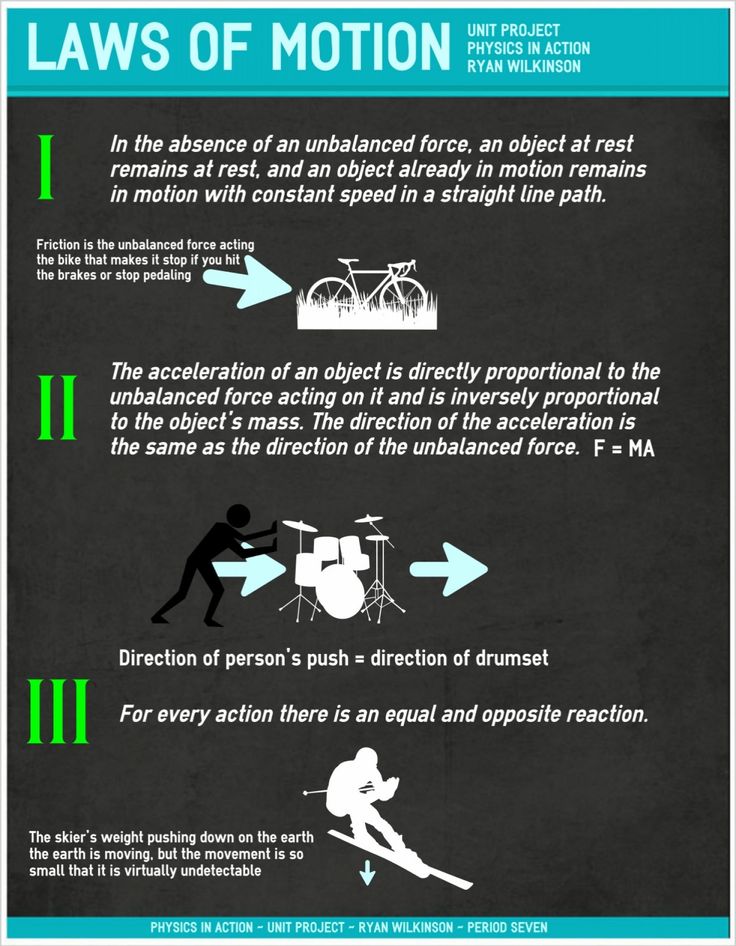 LAWS OF MOTION
UNIT PROJECT
PHYSICS IN ACTION
RYAN WILKINSON
I
In the absence of an unbalanced force, an object at rest
remains at rest, and an object already in motion remains
in motion with constant speed in a straight line path.
Friction is the unbalanced force acting
the bike that makes it stop if you hit
the brakes or stop pedaling
II
The acceleration of an object is directly proportional to the
unbalanced force acting on it and is inversely proportional
to the object's mass. The direction of the acceleration is
the same as the direction of the unbalanced force. F = MA
Direction of person's push = direction of drumset
III
For every action there is an equal and opposite reaction.
The skier's weight pushing down on the earth
the earth is moving, but the movement is so
small that it is virtually undetectable
PHYSICS IN ACTION ~ UNIT PROJECT ~ RYAN WILKINSON ~ PERIOD SEVEN